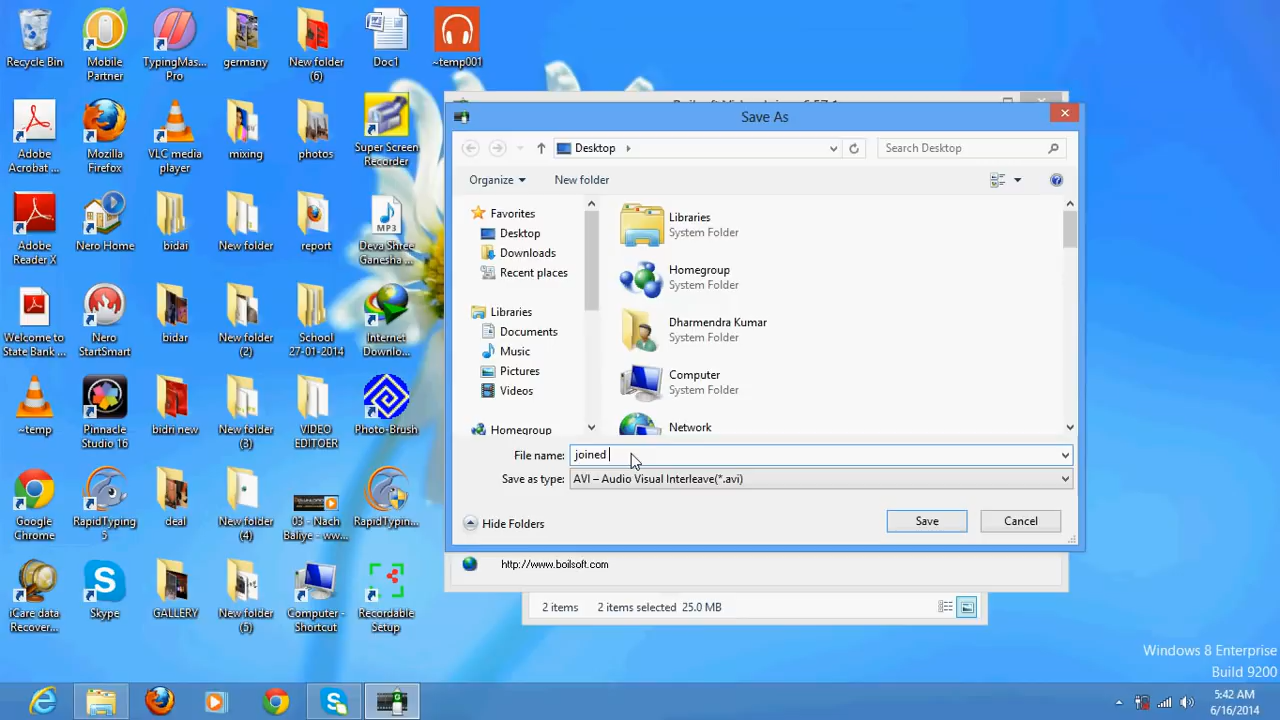 Recycle Bin
Mobile
Partner
TypingMas...
Pro
germany
New folder
(6)
Doc1
~temp001
Adobe
Acrobat ...
Mozilla
Firefox
VLC media
player
mixing
photos
Super Screen
Recorder
Adobe
Reader X
Nero Home
bidai
New folder
report
MP3
Deva Shree
Ganesha ...
Welcome to
State Bank ...
Nero
StartSmart
bidar
New folder
(2)
School
27-01-2014
Internet
Downlo...
~temp
Pinnacle
Studio 16
bidri new
New folder
(3)
VIDEO
EDITOER
Photo-Brush
Google
Chrome
RapidTyping
5
deal
New folder
(4)
03 - Nach
Baliye - ww...
RapidTypin...
iCare data
Recover...
Skype
GALLERY
New folder
(5)
Computer -
Shortcut
Recordable
Setup
Save As
Desktop
Search Desktop
Organize
New folder
Favorites
Desktop
Downloads
Recent places
Libraries
Documents
Music
Pictures
Videos
Homegroup
Libraries
System Folder
Homegroup
System Folder
Dharmendra Kumar
System Folder
Computer
System Folder
Network
File name: joined
Save as type: AVI – Audio Visual Interleave(*.avi)
Hide Folders
Save
Cancel
http://www.boilsoft.com
2 items 2 items selected 25.0 MB
Windows 8 Enterprise
Build 9200
5:42 AM
6/16/2014